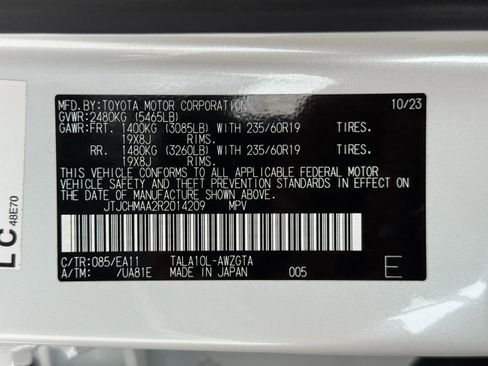 MFD.BY:TOYOTA MOTOR CORPORATION 10/23
GVWR:2480KG (5465LB)
GAWR:FRT. 1400KG (3085LB) WITH 235/60R19 TIRES.
19X8J RIMS.
RR. 1480KG (3260LB) WITH 235/60R19 TIRES.
19X8J RIMS.
THIS VEHICLE CONFORMS TO ALL APPLICABLE FEDERAL MOTOR
VEHICLE SAFETY AND THEFT PREVENTION STANDARDS IN EFFECT
ON THE DATE OF MANUFACTURE SHOWN ABOVE.
JTJCHMAA2R2014209 MPV
C/TR:085/EA11 TALA10L-AWZGTA
A/TM: /UA81E MADE IN JAPAN 005 E
LC
48E70